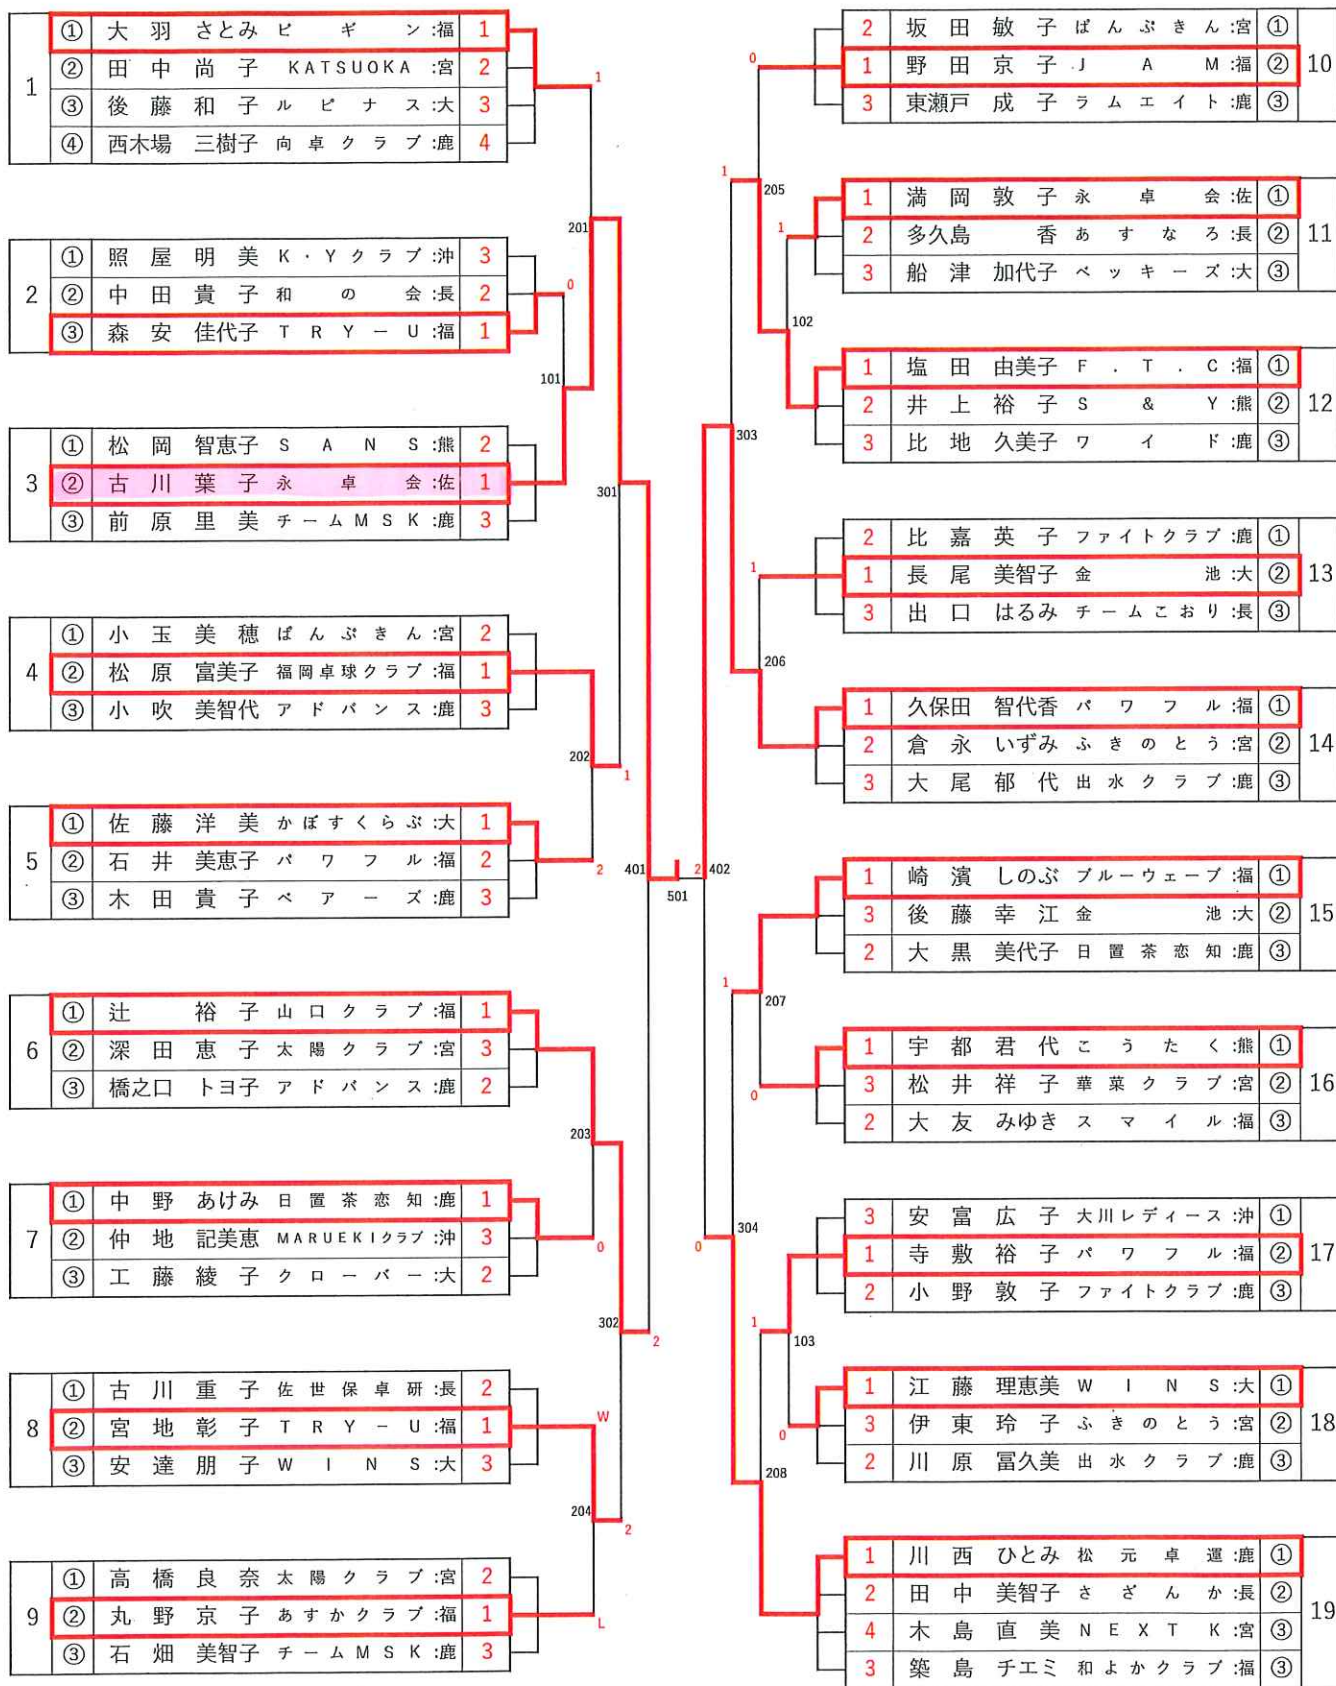 1
① 大羽 さとみ ビギン :福 1
② 田中尚子 KATSUOKA :宮 2
③ 後藤和子 ルピナス :大 3
④ 西木場 三樹子 向卓クラブ :鹿 4
2
① 照屋明美 K・Yクラブ :沖 3
② 中田貴子 和の会 :長 2
③ 森安 佳代子 TRY－U :福 1
3
① 松岡 智恵子 SANS :熊 2
② 古川葉子 永卓会 :佐 1
③ 前原里美 チームMSK :鹿 3
4
① 小玉美穂 ぱんぷきん :宮 2
② 松原 富美子 福岡卓球クラブ :福 1
③ 小吹 美智代 アドバンス :鹿 3
5
① 佐藤洋美 かぼすくらぶ :大 1
② 石井 美恵子 パワフル :福 2
③ 木田貴子 ベアーズ :鹿 3
6
① 辻 裕子 山口クラブ :福 1
② 深田恵子 太陽クラブ :宮 3
③ 橋之口 トヨ子 アドバンス :鹿 2
7
① 中野 あけみ 日置茶恋知 :鹿 1
② 仲地 記美恵 MARUEKIクラブ :沖 3
③ 工藤綾子 クローバー :大 2
8
① 古川重子 佐世保卓研 :長 2
② 宮地彰子 TRY－U :福 1
③ 安達朋子 WINS :大 3
9
① 高橋良奈 太陽クラブ :宮 2
② 丸野京子 あすかクラブ :福 1
③ 石畑 美智子 チームMSK :鹿 3
1
201
0
101
301
202
1
2
401
203
0
302
2
W
204
2
L
501
2
402
0
1
205
1
102
303
1
206
1
207
0
304
0
1
103
0
208
2 坂田敏子 ぱんぷきん :宮 ①
1 野田京子 JAM :福 ②
3 東瀬戸 成子 ラムエイト :鹿 ③
10
1 満岡敦子 永卓会 :佐 ①
2 多久島 香 あすなろ :長 ②
3 船津 加代子 ベッキーズ :大 ③
11
1 塩田 由美子 F．T．C :福 ①
2 井上裕子 S&Y :熊 ②
3 比地 久美子 ワイド :鹿 ③
12
2 比嘉英子 ファイトクラブ :鹿 ①
1 長尾 美智子 金池 :大 ②
3 出口 はるみ チームこおり :長 ③
13
1 久保田 智代香 パワフル :福 ①
2 倉永 いずみ ふきのとう :宮 ②
3 大尾郁代 出水クラブ :鹿 ③
14
1 崎濱 しのぶ ブルーウェーブ :福 ①
3 後藤幸江 金池 :大 ②
2 大黒 美代子 日置茶恋知 :鹿 ③
15
1 宇都君代 こうたく :熊 ①
3 松井祥子 華菜クラブ :宮 ②
2 大友 みゆき スマイル :福 ③
16
3 安富広子 大川レディース :沖 ①
1 寺敷裕子 パワフル :福 ②
2 小野敦子 ファイトクラブ :鹿 ③
17
1 江藤 理恵美 WINS :大 ①
3 伊東玲子 ふきのとう :宮 ②
2 川原 冨久美 出水クラブ :鹿 ③
18
1 川西 ひとみ 松元卓運 :鹿 ①
2 田中 美智子 さざんか :長 ②
4 木島直美 NEXT K :宮 ③
3 築島 チエミ 和よかクラブ :福 ③
19